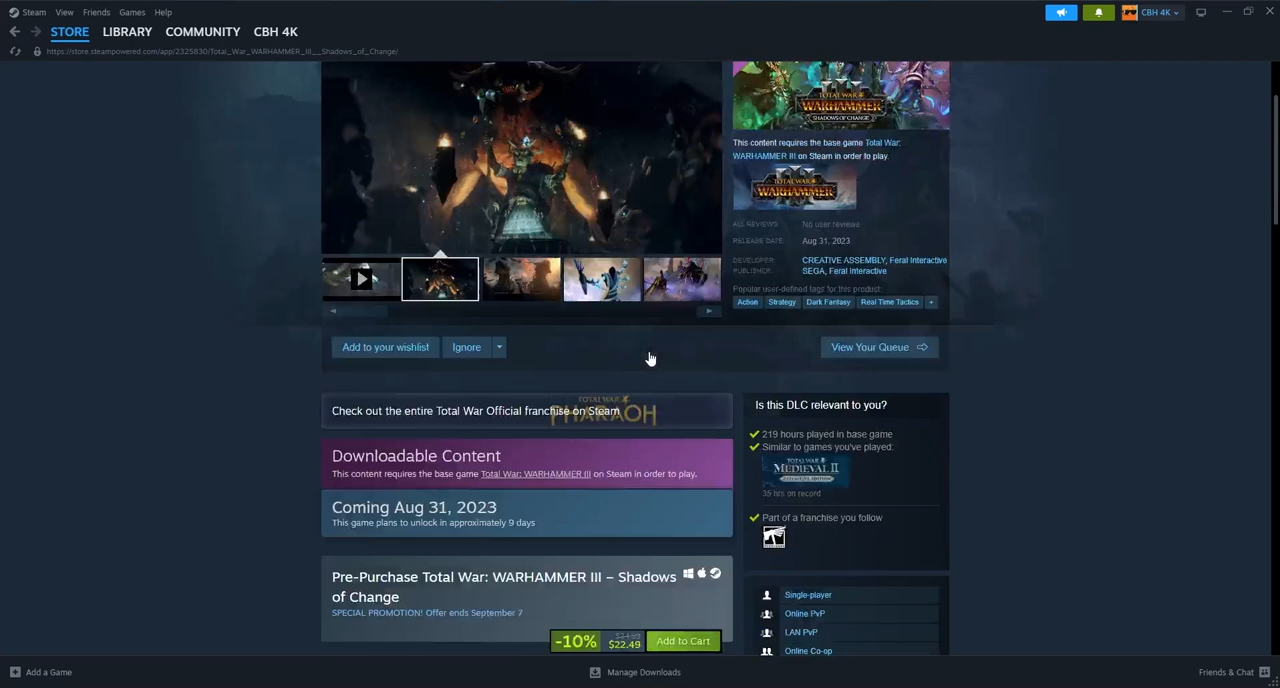 Steam View Friends Games Help
CBH 4K
STORE LIBRARY COMMUNITY CBH 4K
https://store.steampowered.com/app/2325830/Total_War_WARHAMMER_III__Shadows_of_Change/
TOTAL WAR
WARHAMMER
III
SHADOWS OF CHANGE
This content requires the base game Total War:
WARHAMMER III on Steam in order to play.
TOTAL WAR
WARHAMMER
III
ALL REVIEWS: No user reviews
RELEASE DATE: Aug 31, 2023
DEVELOPER: CREATIVE ASSEMBLY, Feral Interactive
PUBLISHER: SEGA, Feral Interactive
Popular user-defined tags for this product:
Action Strategy Dark Fantasy Real Time Tactics +
Add to your wishlist Ignore View Your Queue
Check out the entire Total War Official franchise on Steam
TOTAL WAR
PHARAOH
Downloadable Content
This content requires the base game Total War: WARHAMMER III on Steam in order to play.
Coming Aug 31, 2023
This game plans to unlock in approximately 9 days
Pre-Purchase Total War: WARHAMMER III – Shadows
of Change
SPECIAL PROMOTION! Offer ends September 7
-10% $24.99 $22.49 Add to Cart
Is this DLC relevant to you?
219 hours played in base game
Similar to games you've played:
TOTAL WAR
MEDIEVAL II
35 hrs on record
Part of a franchise you follow
Single-player
Online PvP
LAN PvP
Online Co-op
Add a Game Manage Downloads Friends & Chat